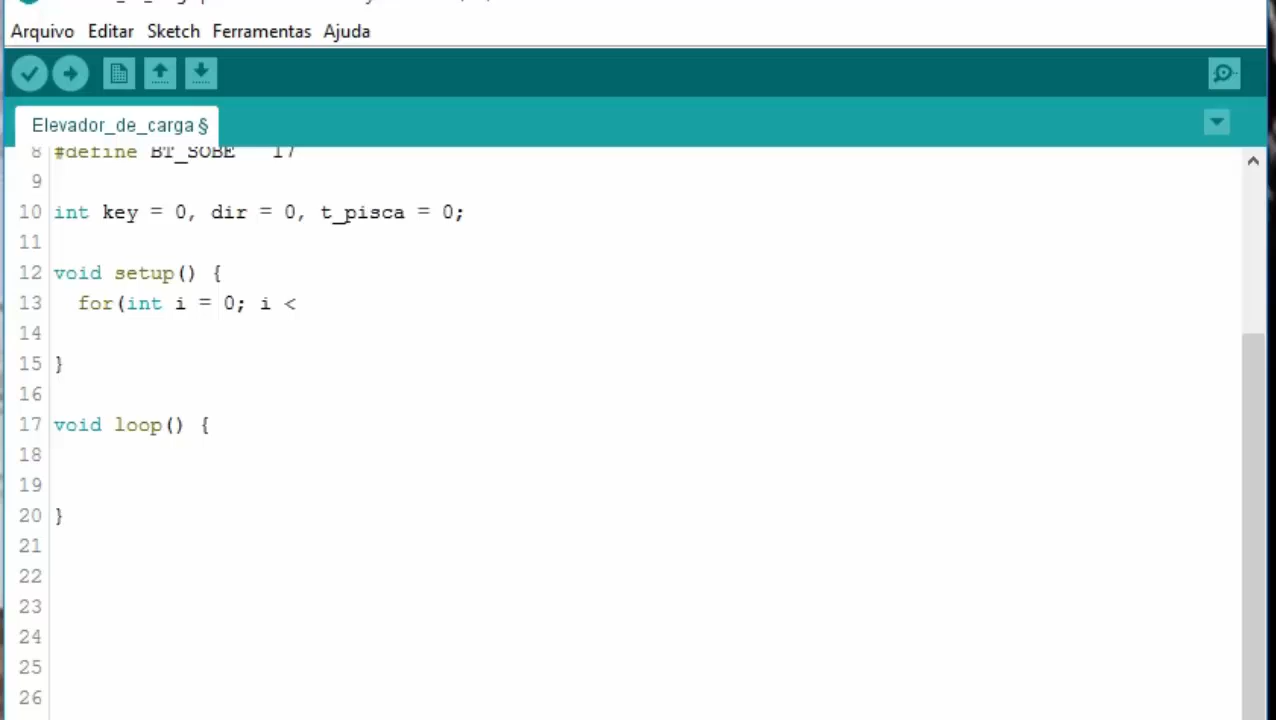 Arquivo Editar Sketch Ferramentas Ajuda
Elevador_de_carga §
8 #define BT_SOBE 17
9
10 int key = 0, dir = 0, t_pisca = 0;
11
12 void setup() {
13 for(int i = 0; i <
14
15 }
16
17 void loop() {
18
19
20 }
21
22
23
24
25
26